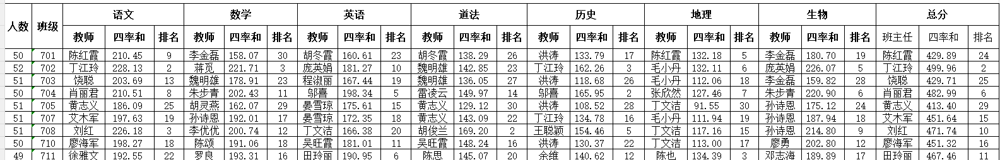 人数 班级 语文 数学 英语 道法 历史 地理 生物 总分
教师 四率和 排名 教师 四率和 排名 教师 四率和 排名 教师 四率和 排名 教师 四率和 排名 教师 四率和 排名 教师 四率和 排名 班主任 四率和 排名
50 701 陈红霞 210.45 9 李金磊 158.07 30 胡冬霞 160.61 23 胡冬霞 138.29 26 洪涛 133.79 17 陈红霞 132.18 5 李金磊 180.70 19 陈红霞 429.89 24
52 702 丁江玲 228.13 2 蒋觅 221.71 3 庞英娟 181.27 10 魏明雄 142.85 23 丁江玲 162.26 3 毛小丹 132.11 6 庞英娟 226.07 5 丁江玲 499.96 2
51 703 饶聪 203.69 13 魏明雄 178.91 23 程淑丽 167.44 19 魏明雄 136.05 27 洪涛 118.68 26 毛小丹 112.06 18 李金磊 159.82 28 饶聪 429.71 25
50 704 肖丽君 210.51 8 朱步青 202.43 11 邬喜 198.34 5 雷凌云 149.97 14 邬喜 165.95 2 张欣然 127.46 7 朱步青 220.90 6 肖丽君 482.99 6
51 705 黄志义 186.09 25 胡灵燕 162.07 29 晏雪琼 175.61 15 黄志义 129.12 30 洪涛 108.52 28 丁文洁 91.55 30 孙诗恩 175.12 24 黄志义 413.40 29
51 707 艾木军 197.63 19 孙诗恩 192.01 17 晏雪琼 172.35 18 黄志义 143.09 22 丁江玲 134.78 16 毛小丹 111.94 19 孙诗恩 187.94 18 艾木军 451.64 15
51 708 刘红 226.18 3 李优优 200.74 12 丁文洁 166.38 20 胡俊兰 169.20 2 王聪颖 154.46 5 丁文洁 117.16 15 孙诗恩 214.80 9 刘红 471.74 10
50 710 廖海军 198.27 18 陈颂 191.06 18 吴旺霞 181.01 11 吴旺霞 148.24 16 洪涛 130.37 22 丁文洁 113.00 17 廖勇 202.80 12 廖海军 451.32 16
49 711 徐雅文 192.55 22 罗良 193.31 16 田玲丽 190.95 6 陈思 145.07 20 余维 140.62 12 陈也 134.39 3 邓志海 189.89 17 田玲丽 467.46 11